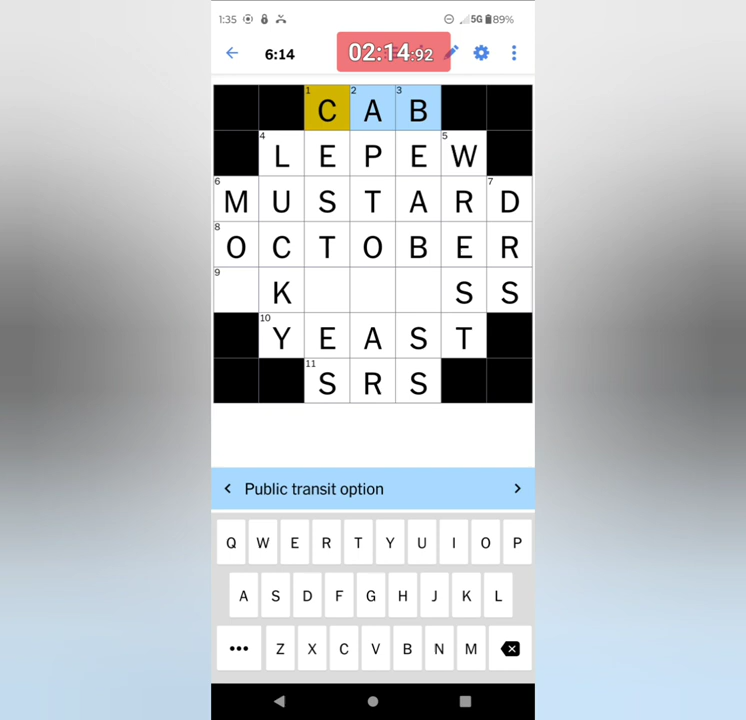 1:35 5G 89%
6:14 02:14:92
1 C 2 A 3 B
4 L E P E 5 W
6 M U S T A R 7 D
8 O C T O B E R
9 K S S
10 Y E A S T
11 S R S
< Public transit option >
Q W E R T Y U I O P
A S D F G H J K L
••• Z X C V B N M